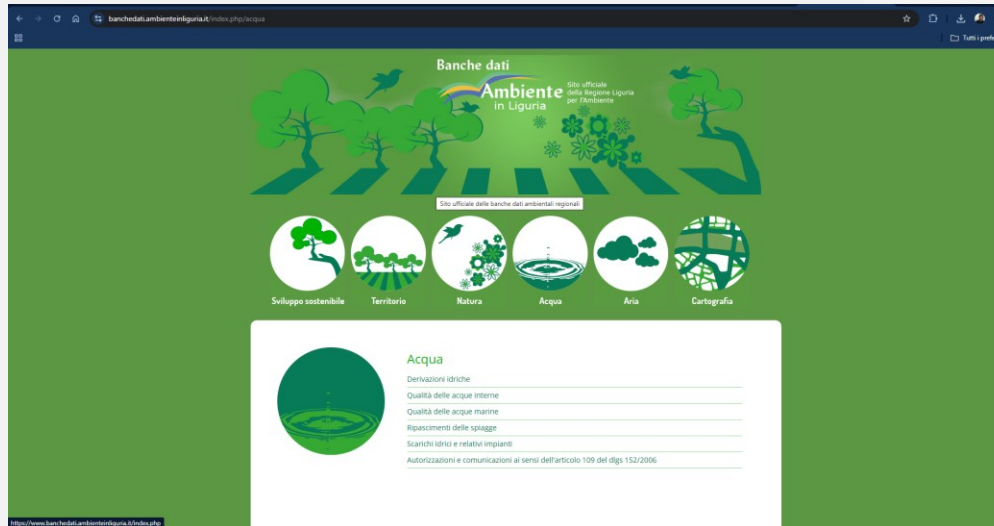 banchedati.ambienteinliguria.it/index.php/acqua
Tutti i prefe
Banche dati
Ambiente
in Liguria
Sito ufficiale
della Regione Liguria
per l'Ambiente
Sito ufficiale delle banche dati ambientali regionali
Sviluppo sostenibile
Territorio
Natura
Acqua
Aria
Cartografia
Acqua
Derivazioni idriche
Qualità delle acque interne
Qualità delle acque marine
Ripascimenti delle spiagge
Scarichi idrici e relativi impianti
Autorizzazioni e comunicazioni ai sensi dell'articolo 109 del dlgs 152/2006
https://www.banchedati.ambienteinliguria.it/index.php